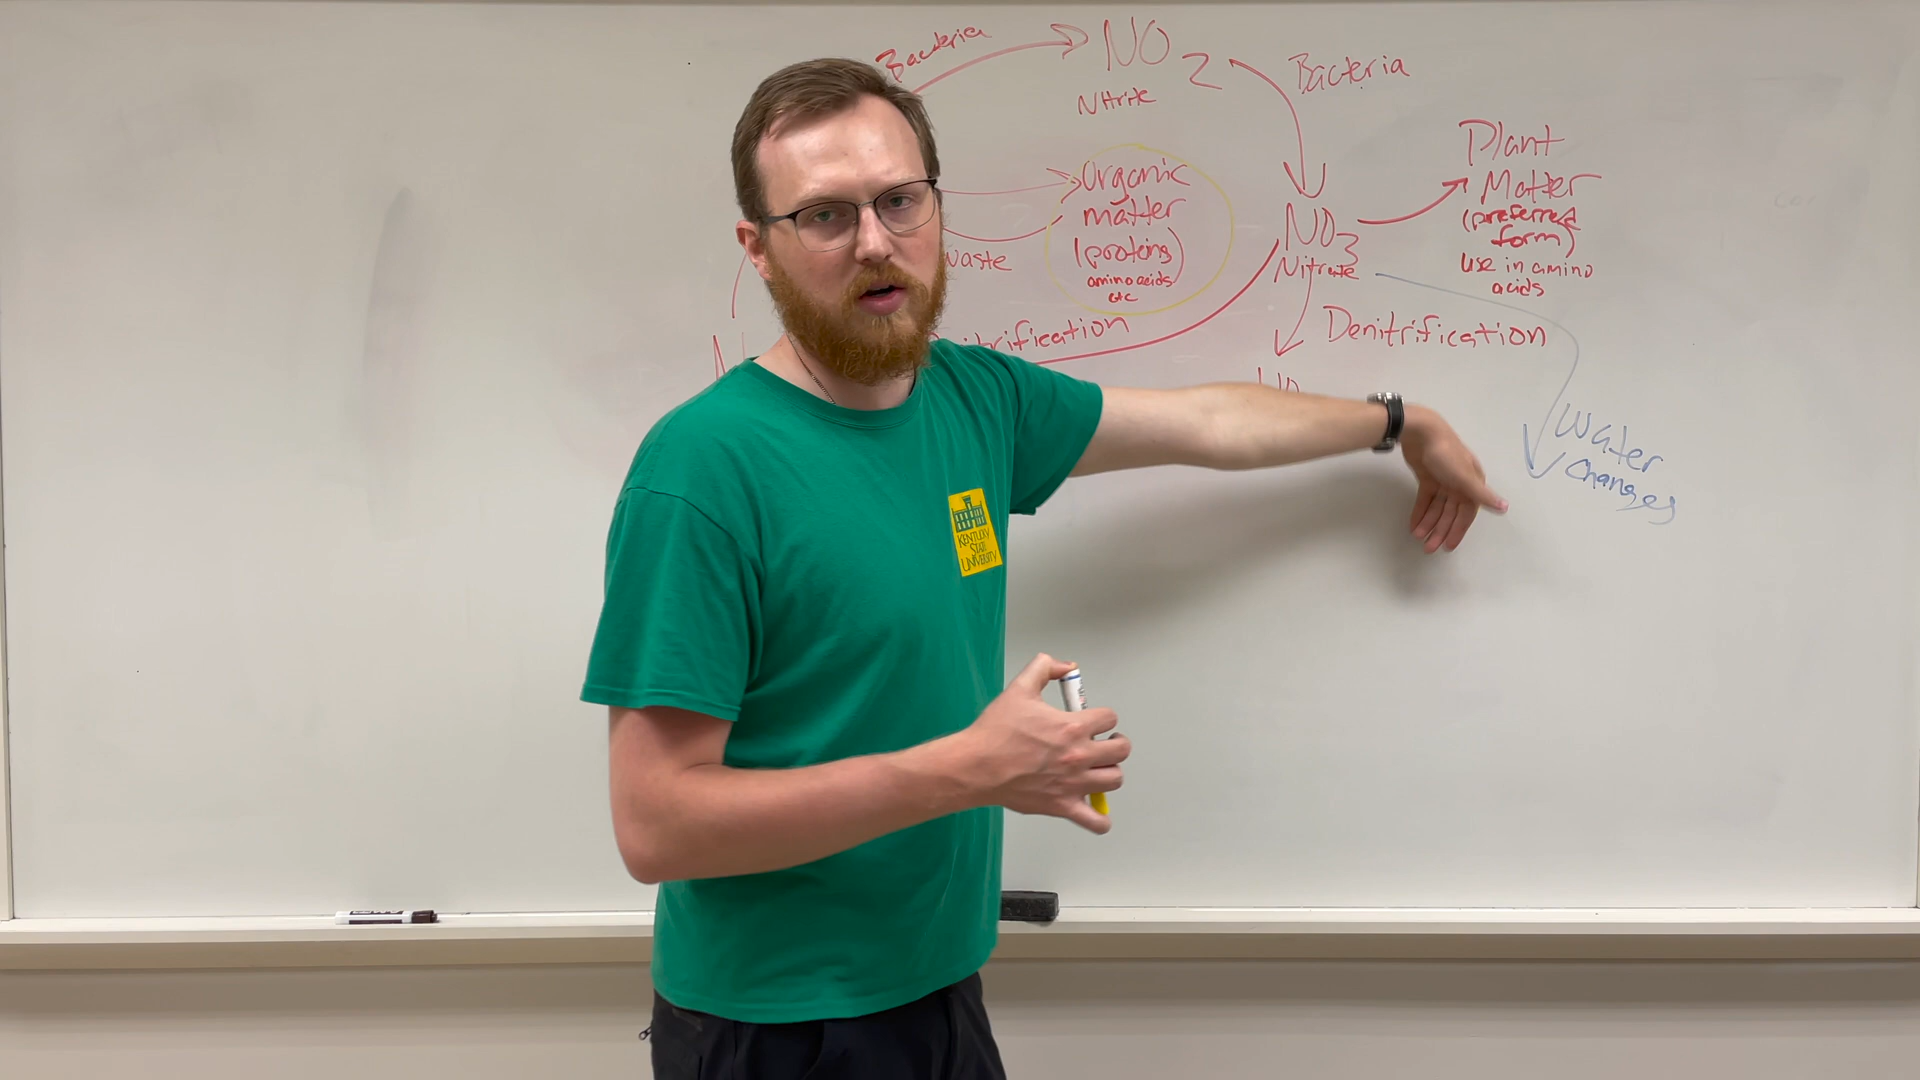 Bacteria
NO2
Nitrite
Bacteria
Organic
matter
(proteins)
amino acids
etc
waste
NO3
Nitrate
Plant
Matter
(preferred
form)
use in amino
acids
Denitrification
Water
changes
KENTUCKY
STATE
UNIVERSITY